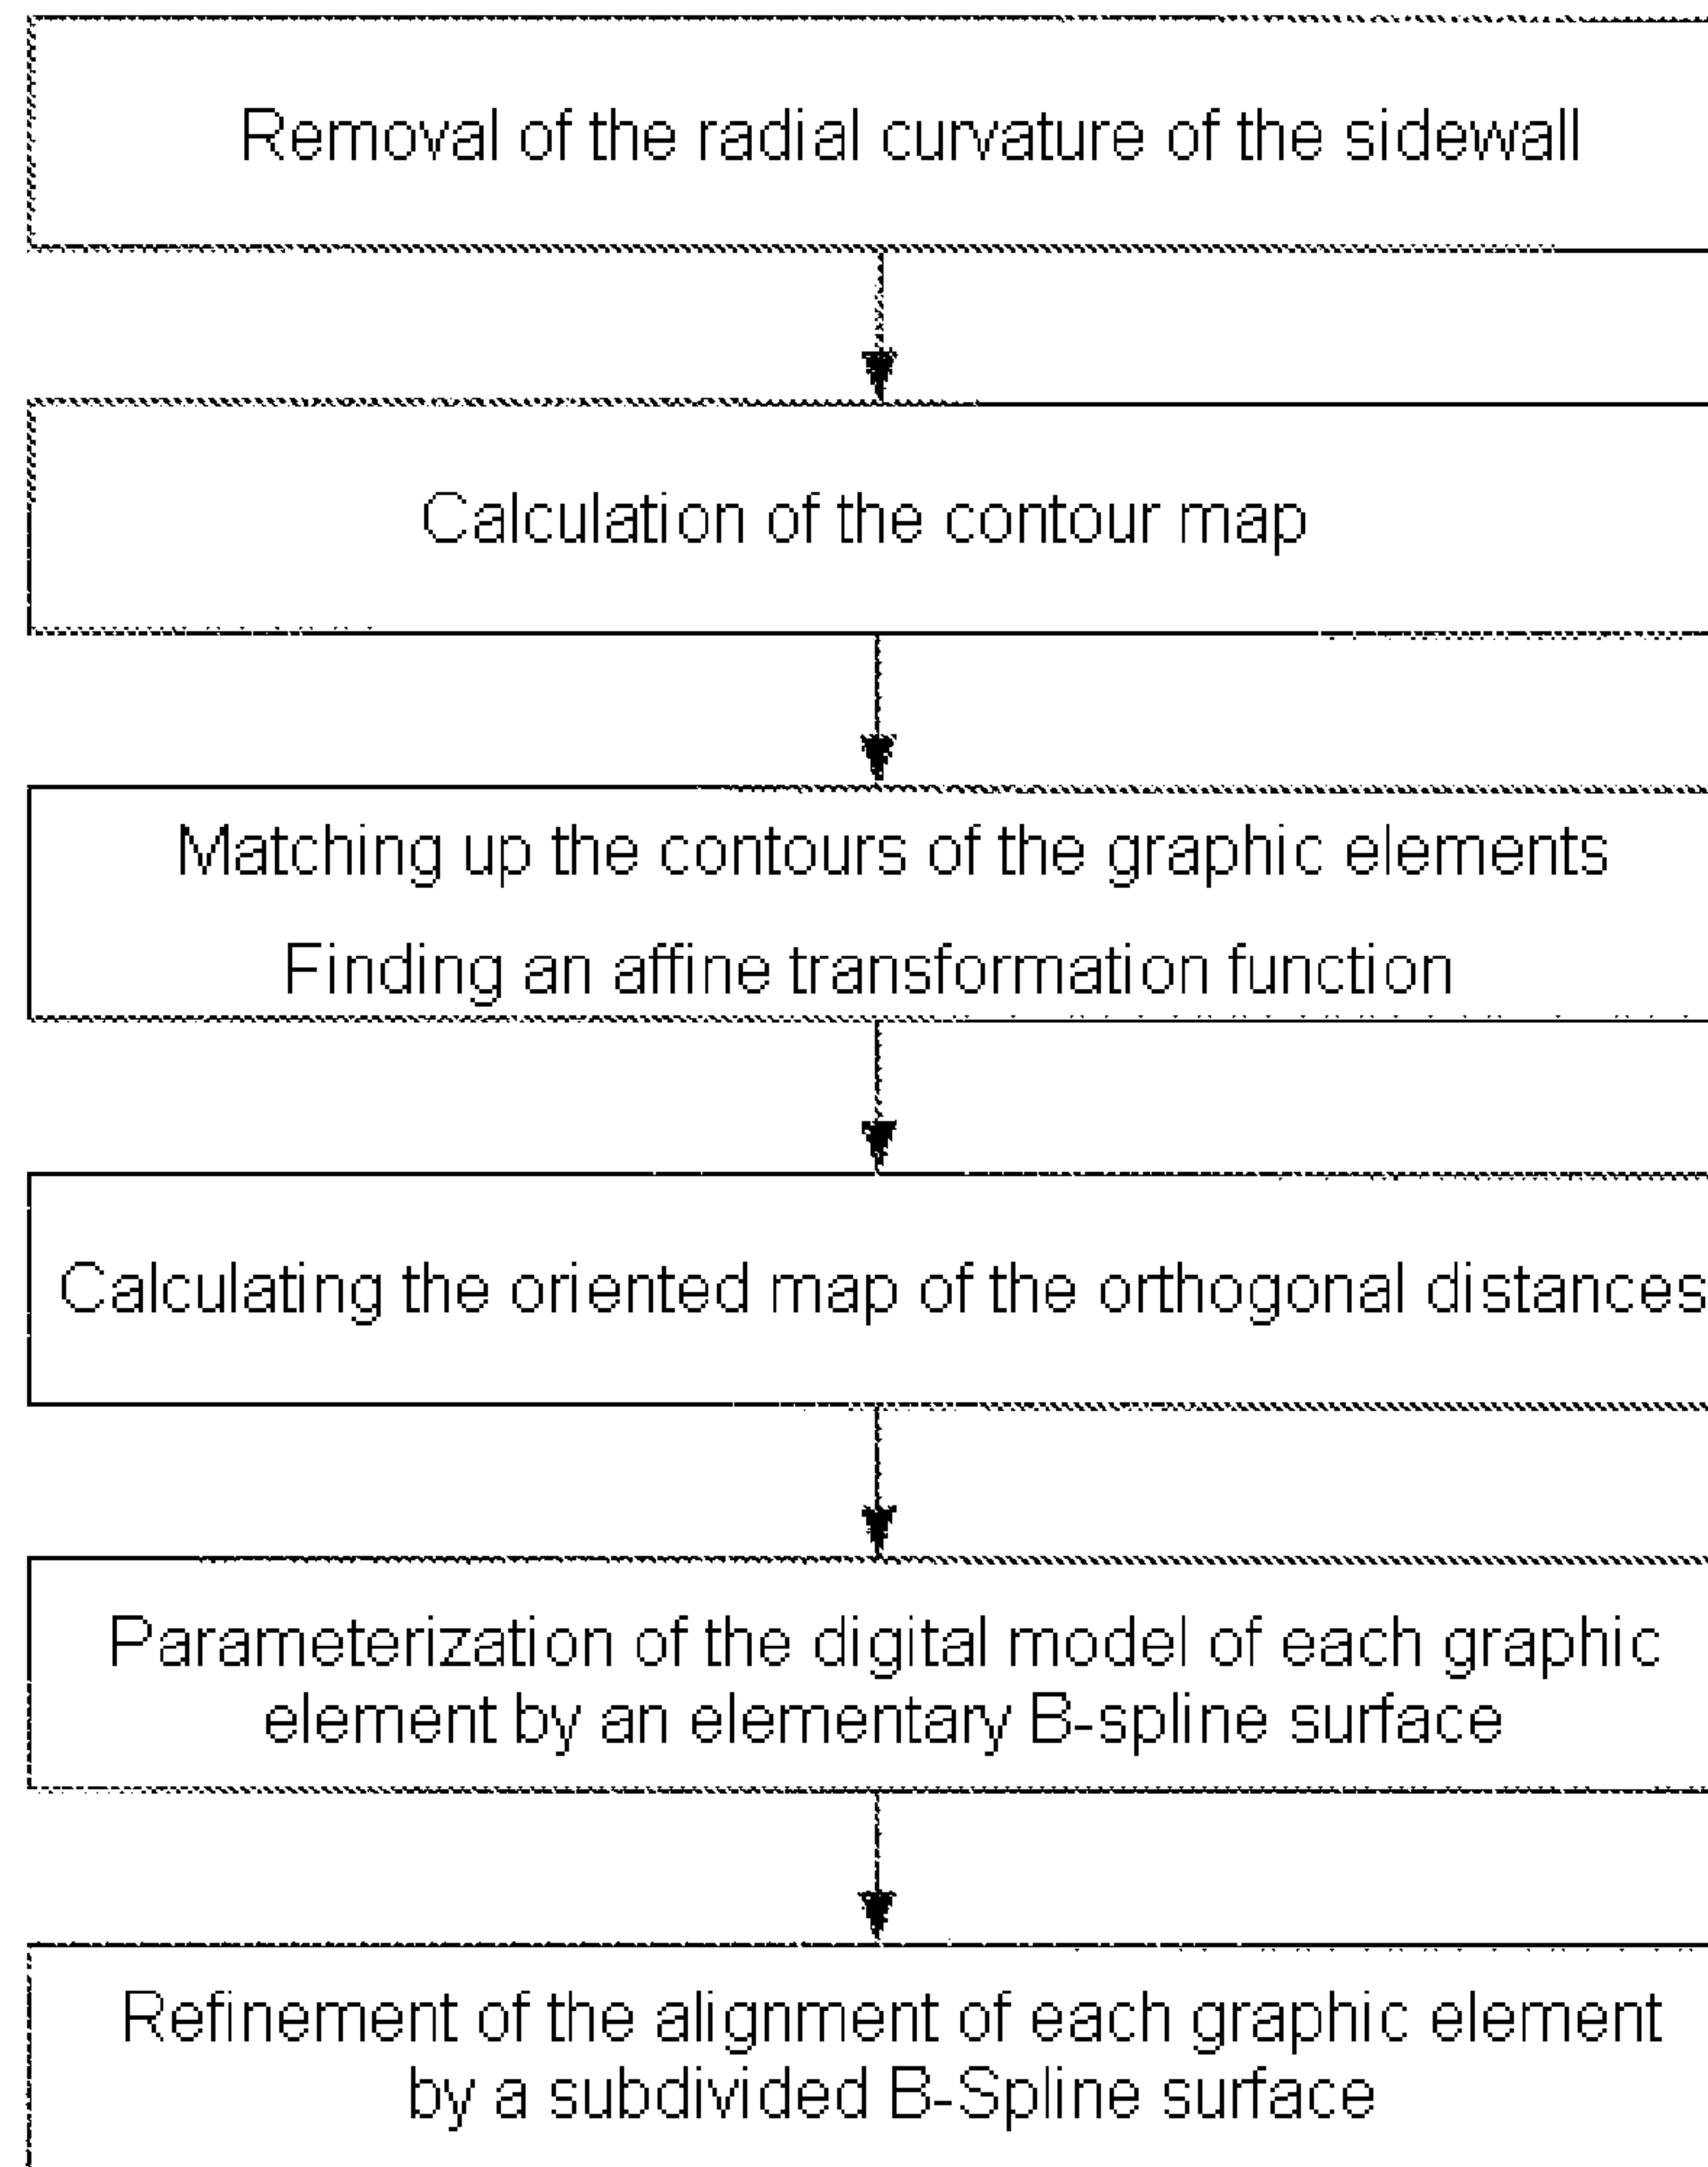 Removal of the radial curvature of the sidewall
Calculation of the contour map
Matching up the contours of the graphic elements
Finding an affine transformation function
Calculating the oriented map of the orthogonal distances
Parameterization of the digital model of each graphic
element by an elementary B-spline surface
Refinement of the alignment of each graphic element
by a subdivided B-Spline surface